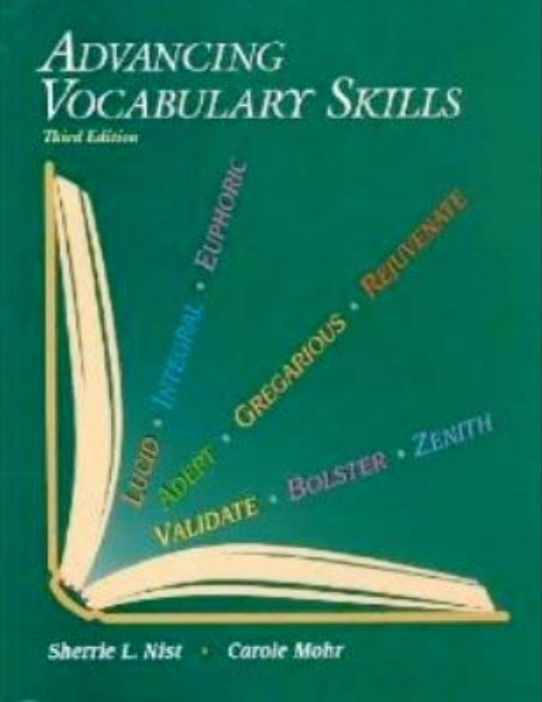 ADVANCING
VOCABULARY SKILLS
Third Edition
LUCID • INTEGRAL • EUPHORIC
ADEPT • GREGARIOUS • REJUVENATE
VALIDATE • BOLSTER • ZENITH
Sherrie L. Nist • Carole Mohr